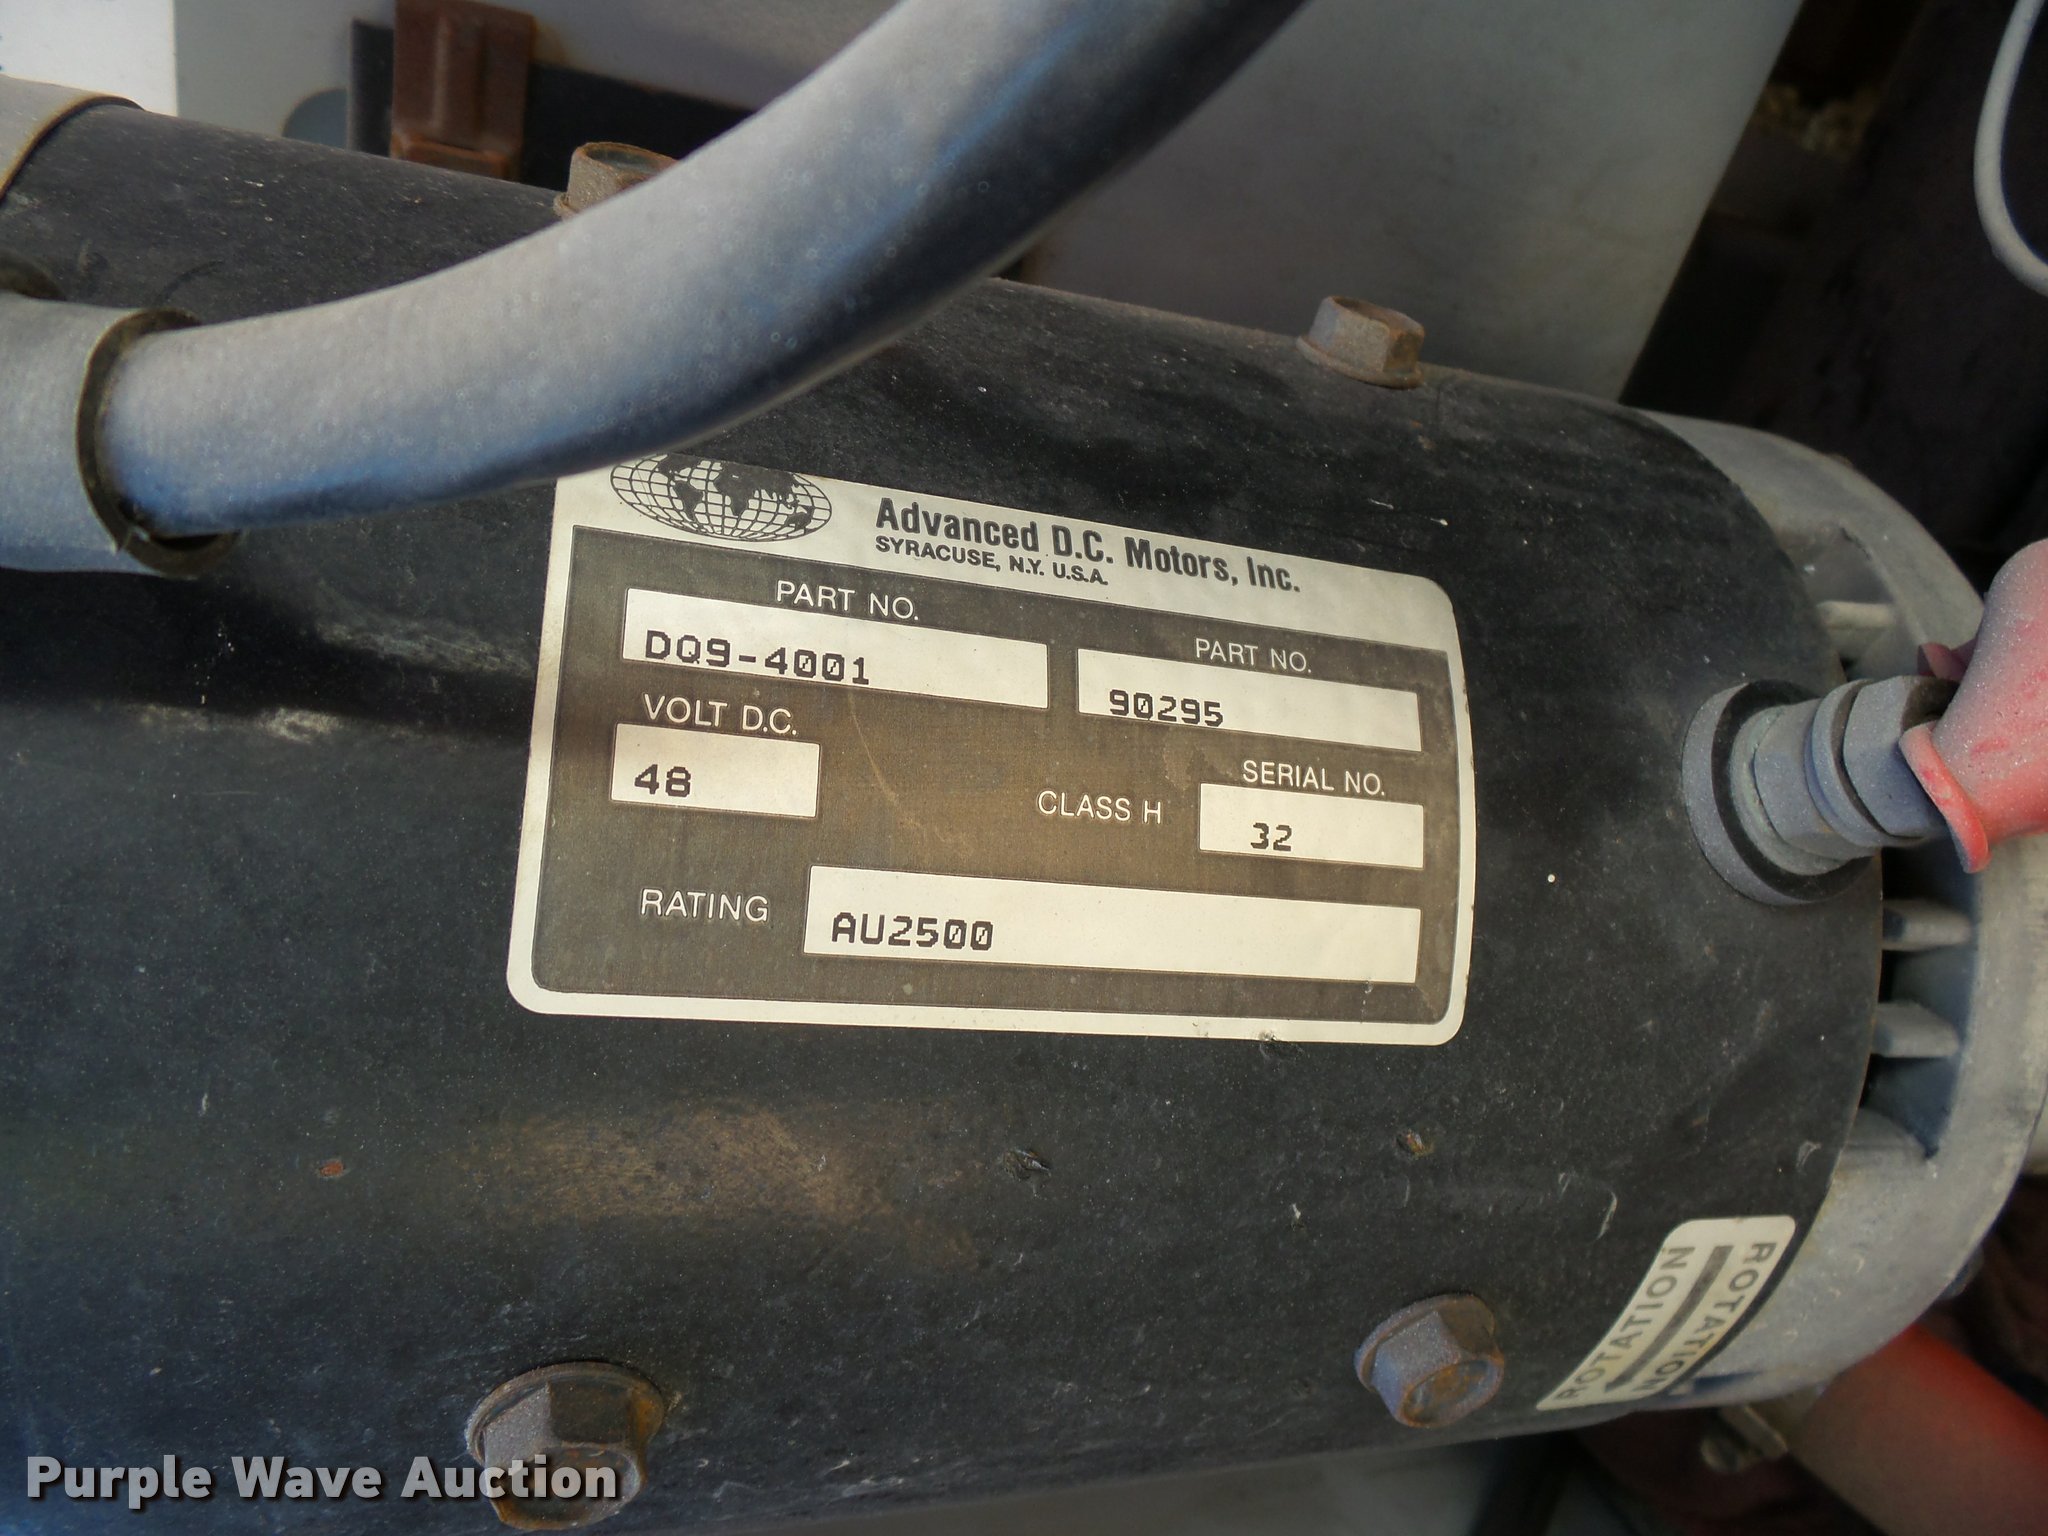 Advanced D.C. Motors, Inc.
SYRACUSE, N.Y. U.S.A.
PART NO.
DQ9-4001
PART NO.
90295
VOLT D.C.
48
CLASS H
SERIAL NO.
32
RATING
AU2500
ROTATION
ROTATION
Purple Wave Auction